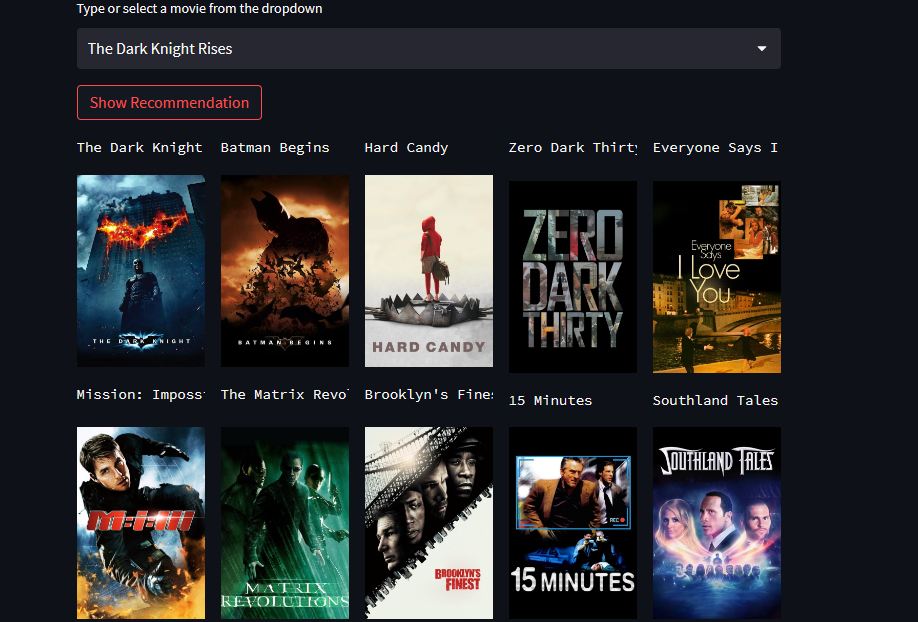 Type or select a movie from the dropdown
The Dark Knight Rises
Show Recommendation
The Dark Knight
Batman Begins
Hard Candy
Zero Dark Thirty
Everyone Says I
THE DARK KNIGHT
BATMAN BEGINS
HARD CANDY
ZERO
DARK
THIRTY
Everyone
Says
I Love
You
Mission: Imposs
The Matrix Revol
Brooklyn's Fines
15 Minutes
Southland Tales
M:i:III
MATRIX
REVOLUTIONS
BROOKLYN'S
FINEST
REC
15 MINUTES
SOUTHLAND TALES